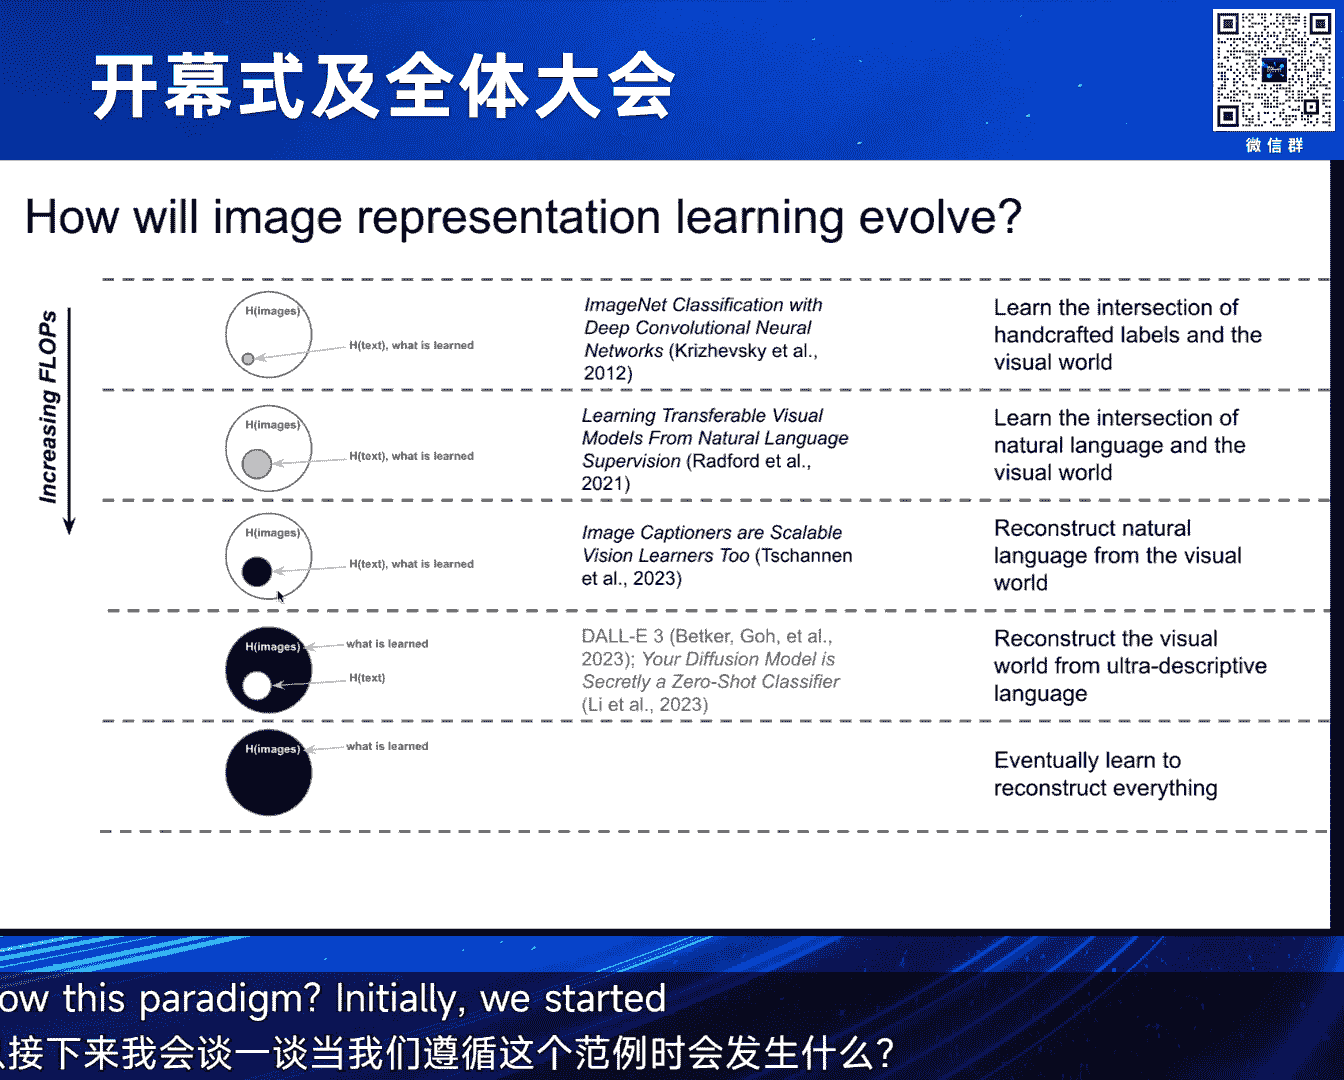 开幕式及全体大会
微信群
How will image representation learning evolve?
Increasing FLOPs
H(images)
H(text), what is learned
ImageNet Classification with
Deep Convolutional Neural
Networks (Krizhevsky et al.,
2012)
Learn the intersection of
handcrafted labels and the
visual world
H(images)
H(text), what is learned
Learning Transferable Visual
Models From Natural Language
Supervision (Radford et al.,
2021)
Learn the intersection of
natural language and the
visual world
H(images)
H(text), what is learned
Image Captioners are Scalable
Vision Learners Too (Tschannen
et al., 2023)
Reconstruct natural
language from the visual
world
H(images)
what is learned
H(text)
DALL-E 3 (Betker, Goh, et al.,
2023); Your Diffusion Model is
Secretly a Zero-Shot Classifier
(Li et al., 2023)
Reconstruct the visual
world from ultra-descriptive
language
H(images)
what is learned
Eventually learn to
reconstruct everything
ow this paradigm? Initially, we started
接下来我会谈一谈当我们遵循这个范例时会发生什么?